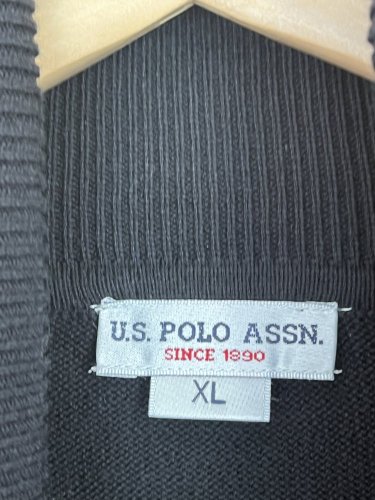 U.S. POLO ASSN.
SINCE 1890
XL